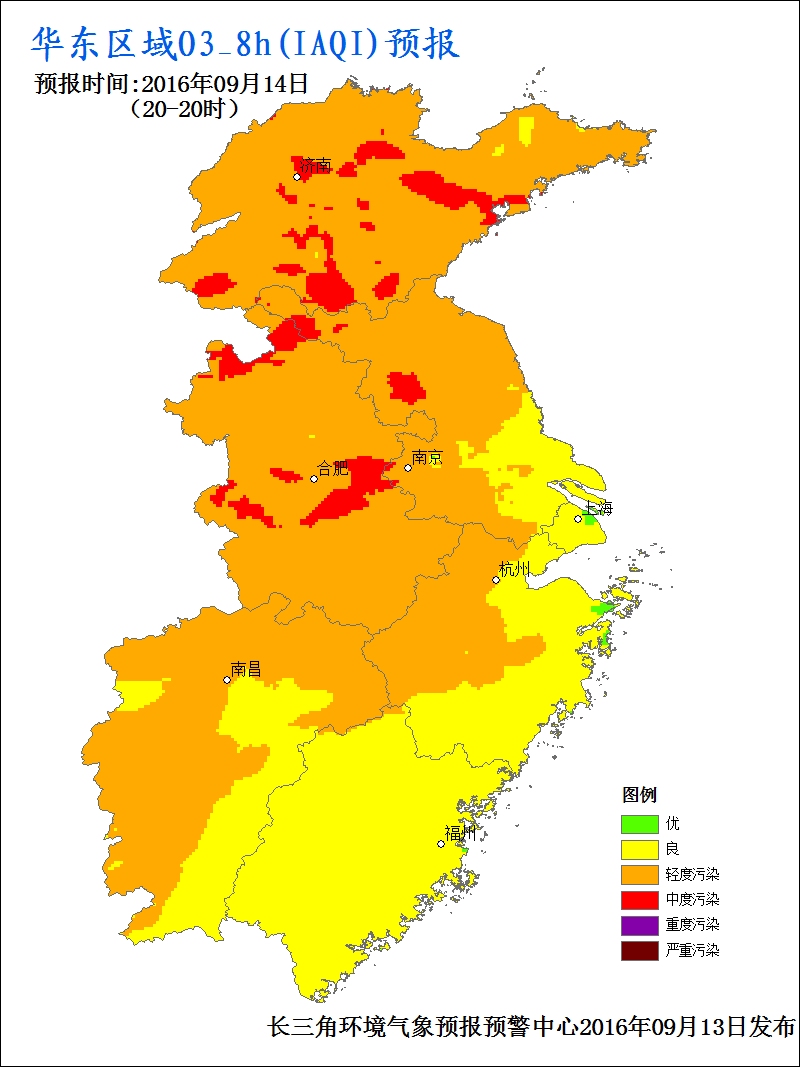 华东区域O3_8h(IAQI)预报
预报时间:2016年09月14日
（20-20时）
济南
南京
合肥
上海
杭州
南昌
福州
图例
优
良
轻度污染
中度污染
重度污染
严重污染
长三角环境气象预报预警中心2016年09月13日发布